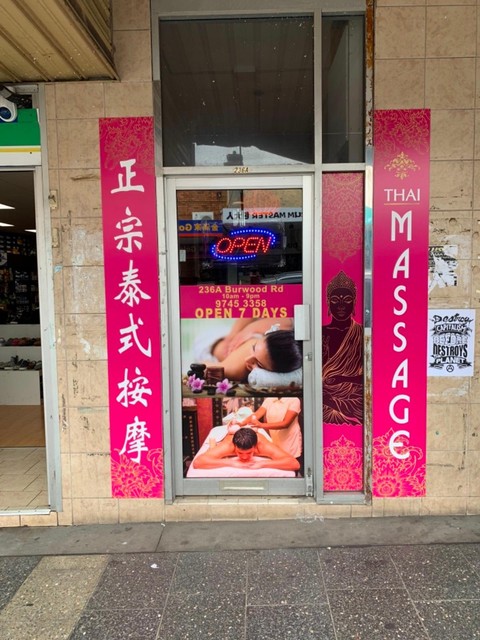 236A
正宗泰式按摩
OPEN
236A Burwood Rd
10am - 9pm
9745 3358
OPEN 7 DAYS
THAI
MASSAGE
CAPITALISM
DESTROYS
PLANET